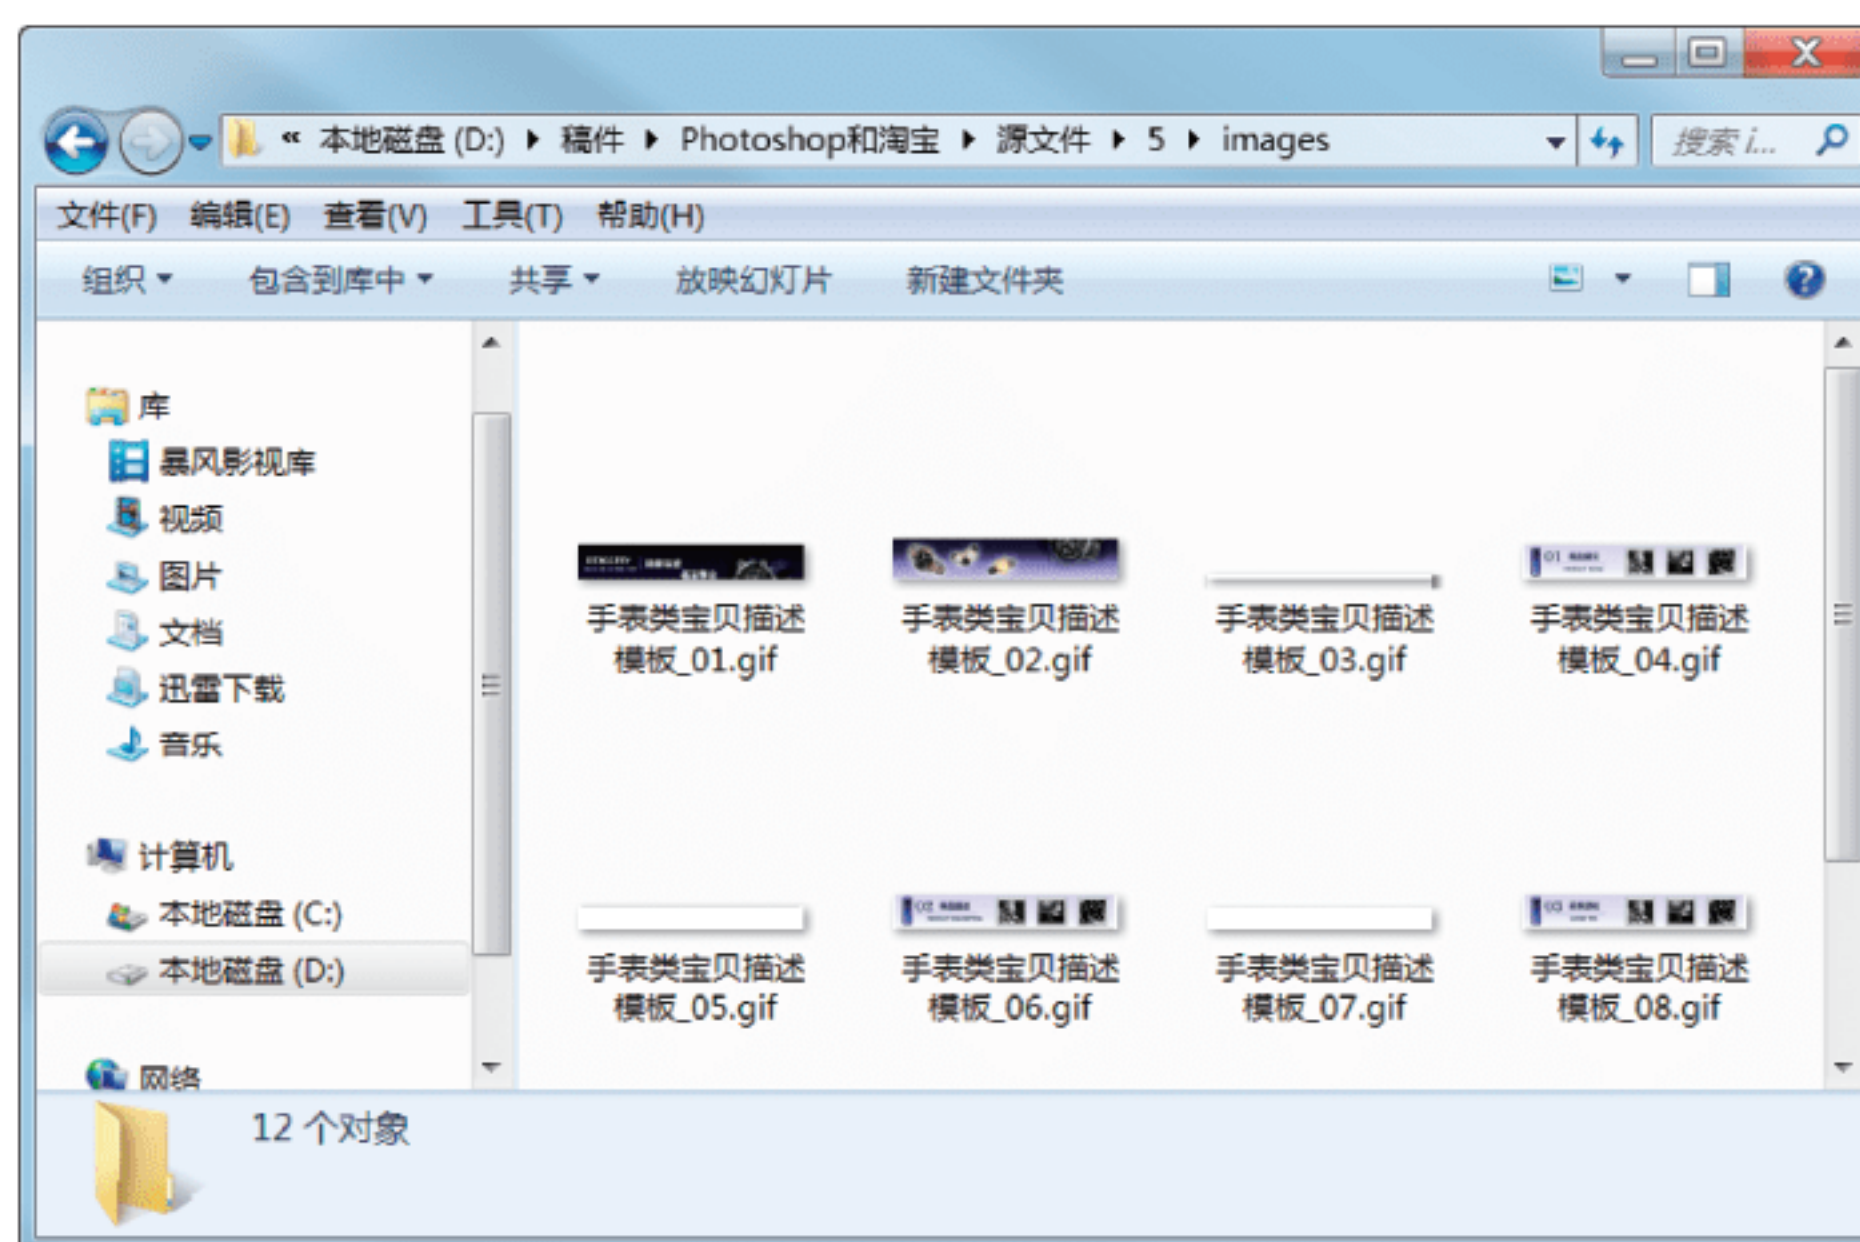 « 本地磁盘 (D:) ▸ 稿件 ▸ Photoshop和淘宝 ▸ 源文件 ▸ 5 ▸ images
搜索 i...
文件(F) 编辑(E) 查看(V) 工具(T) 帮助(H)
组织 包含到库中 共享 放映幻灯片 新建文件夹
库
暴风影视库
视频
图片
文档
迅雷下载
音乐
计算机
本地磁盘 (C:)
本地磁盘 (D:)
网络
手表类宝贝描述
模板_01.gif
手表类宝贝描述
模板_02.gif
手表类宝贝描述
模板_03.gif
01
手表类宝贝描述
模板_04.gif
手表类宝贝描述
模板_05.gif
02
手表类宝贝描述
模板_06.gif
手表类宝贝描述
模板_07.gif
03
手表类宝贝描述
模板_08.gif
12 个对象